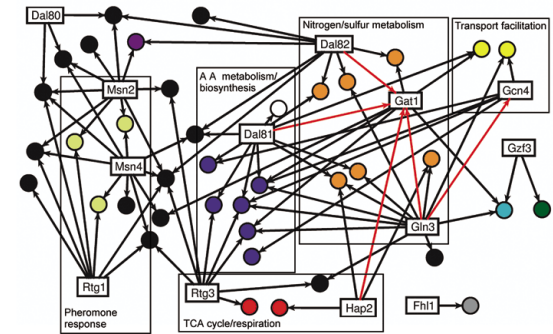 Dal80
Nitrogen/sulfur metabolism
Transport facilitation
Dal82
A A metabolism/
biosynthesis
Msn2
Gat1
Gcn4
Dal81
Gzf3
Msn4
Gln3
Rtg1
Rtg3
Hap2
Fhl1
Pheromone
response
TCA cycle/respiration